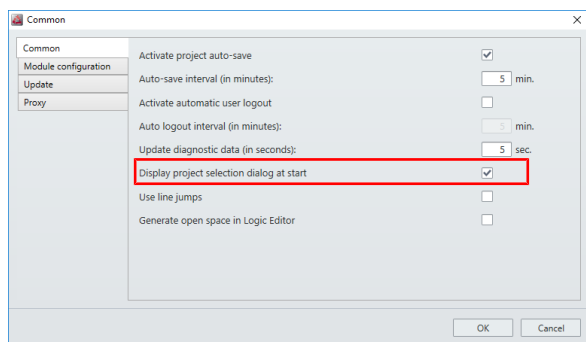 Common
Common
Module configuration
Update
Proxy
Activate project auto-save
Auto-save interval (in minutes): 5 min.
Activate automatic user logout
Auto logout interval (in minutes): 5 min.
Update diagnostic data (in seconds): 5 sec.
Display project selection dialog at start
Use line jumps
Generate open space in Logic Editor
OK Cancel